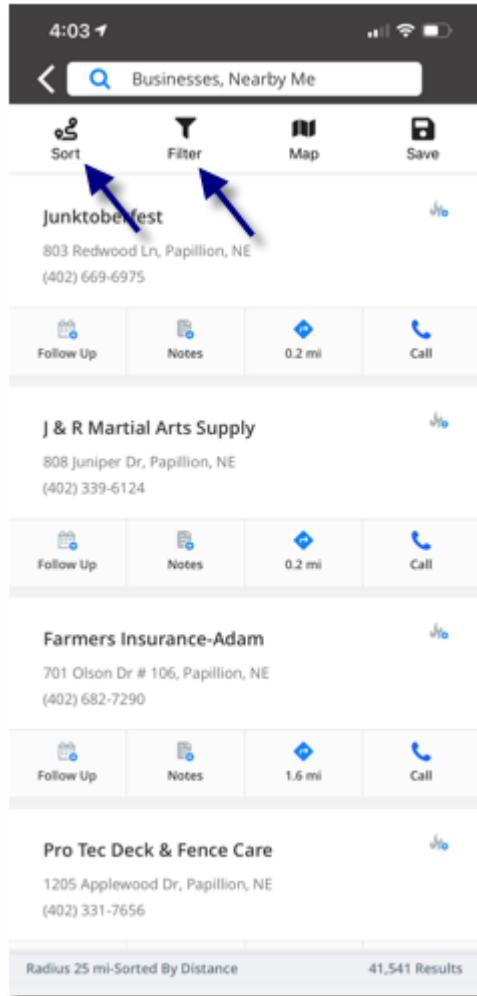 4:03
Businesses, Nearby Me
Sort Filter Map Save
Junktoberfest
803 Redwood Ln, Papillion, NE
(402) 669-6975
Follow Up Notes 0.2 mi Call
J & R Martial Arts Supply
808 Juniper Dr, Papillion, NE
(402) 339-6124
Follow Up Notes 0.2 mi Call
Farmers Insurance-Adam
701 Olson Dr # 106, Papillion, NE
(402) 682-7290
Follow Up Notes 1.6 mi Call
Pro Tec Deck & Fence Care
1205 Applewood Dr, Papillion, NE
(402) 331-7656
Radius 25 mi-Sorted By Distance 41,541 Results